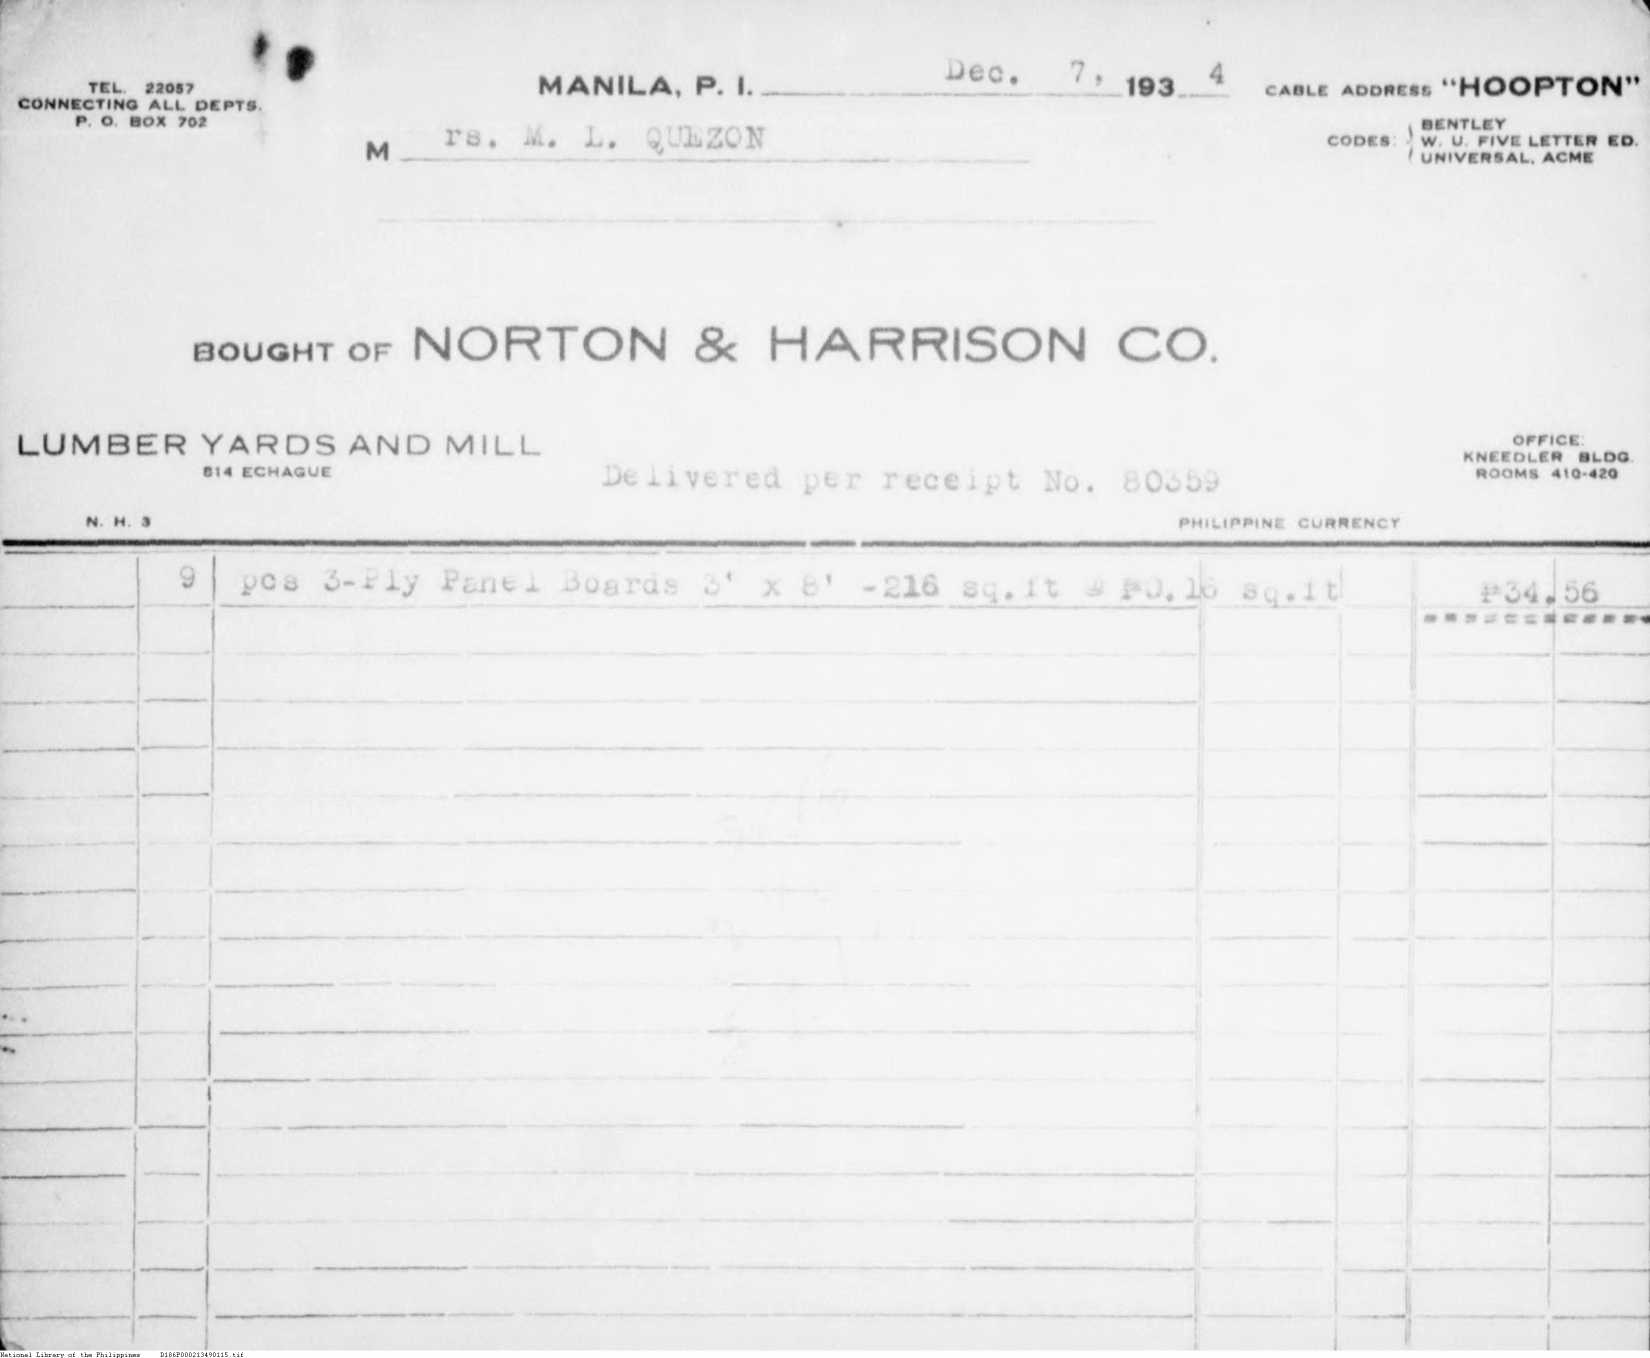 TEL. 22057
CONNECTING ALL DEPTS.
P. O. BOX 702
MANILA, P. I. Dec. 7, 1934
CABLE ADDRESS "HOOPTON"
CODES: BENTLEY
W. U. FIVE LETTER ED.
UNIVERSAL, ACME
Mrs. M. L. QUEZON
BOUGHT OF NORTON & HARRISON CO.
LUMBER YARDS AND MILL
814 ECHAGUE
OFFICE:
KNEEDLER BLDG.
ROOMS 410-420
Delivered per receipt No. 80359
N. H. 3
PHILIPPINE CURRENCY
9 pcs 3-Ply Panel Boards 3' x 8' -216 sq.ft @ ₱0.16 sq.ft ₱34.56
National Library of the Philippines D186P000213490115.tif